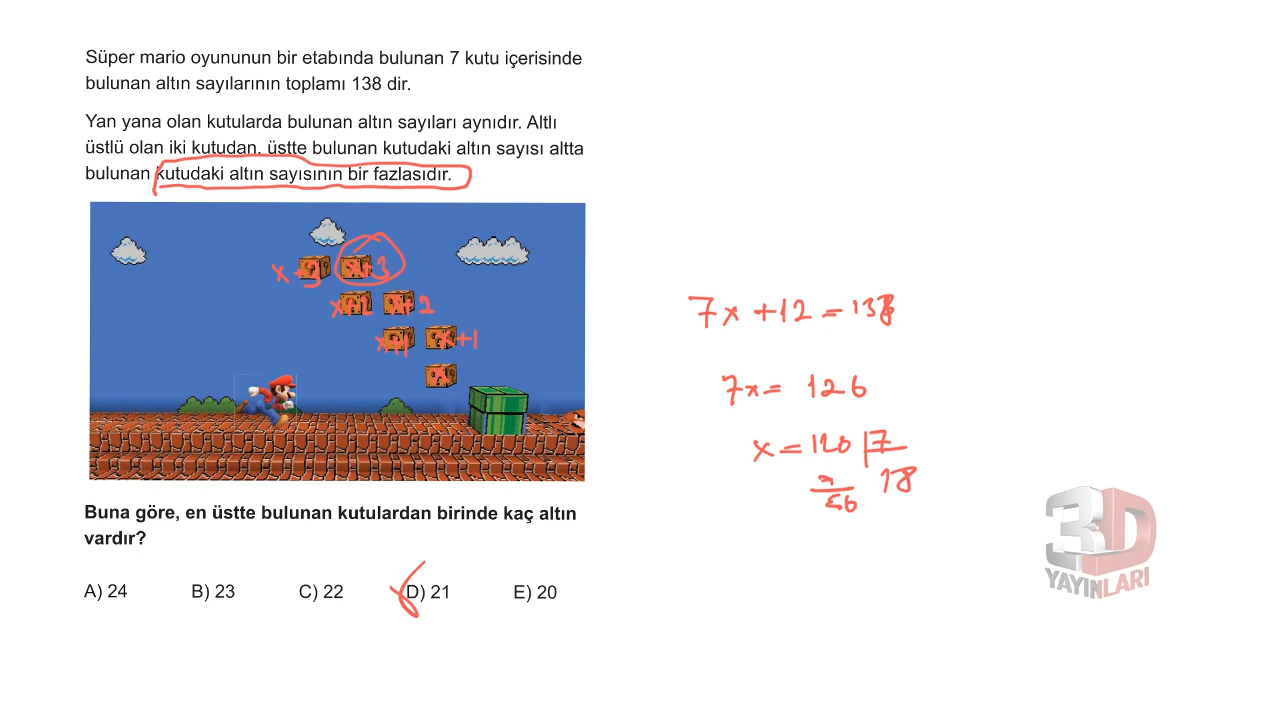 Süper mario oyununun bir etabında bulunan 7 kutu içerisinde
bulunan altın sayılarının toplamı 138 dir.
Yan yana olan kutularda bulunan altın sayıları aynıdır. Altlı
üstlü olan iki kutudan, üstte bulunan kutudaki altın sayısı altta
bulunan kutudaki altın sayısının bir fazlasıdır.
x+3 x+3
x+2 x+2
x+1 x+1
x
7x +12 = 138
7x = 126
x = 126 | 7
18
56
Buna göre, en üstte bulunan kutulardan birinde kaç altın
vardır?
A) 24 B) 23 C) 22 D) 21 E) 20
3D
YAYINLARI